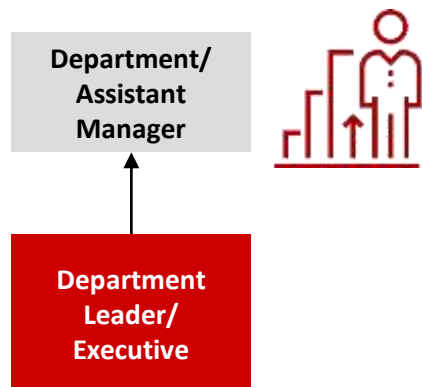 Department/
Assistant
Manager
Department
Leader/
Executive